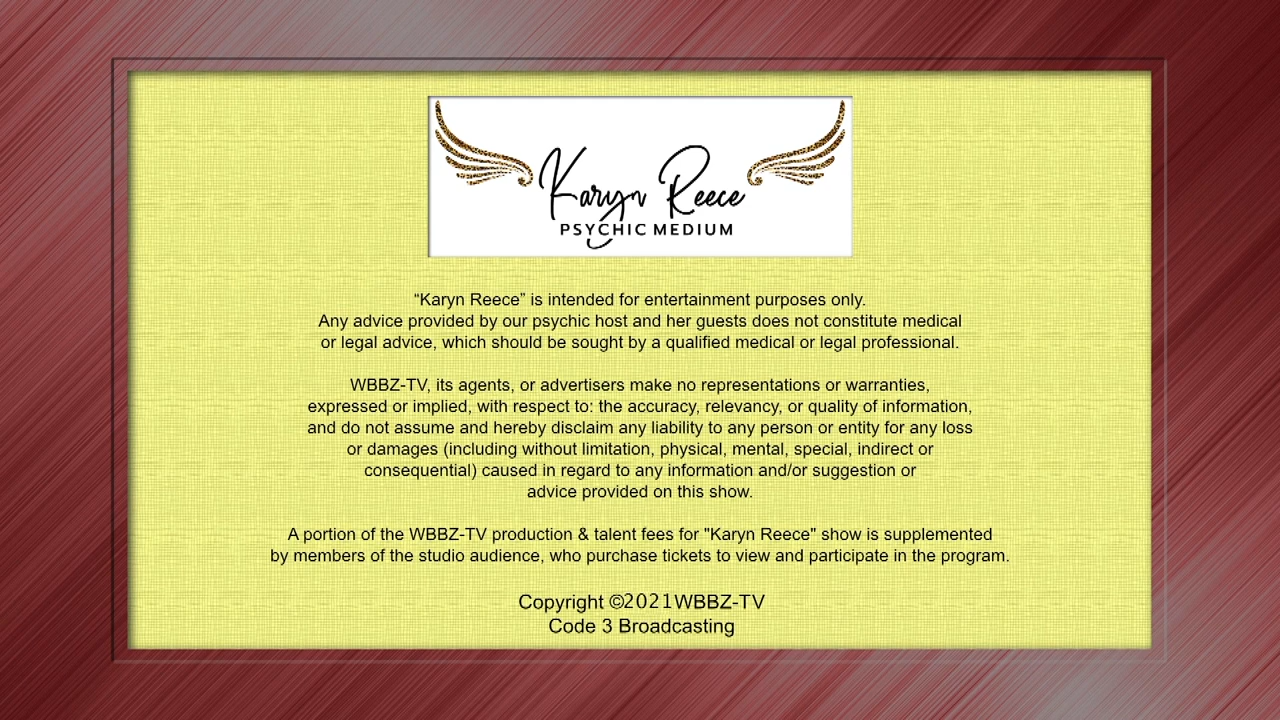 Karyn Reece
PSYCHIC MEDIUM
“Karyn Reece” is intended for entertainment purposes only.
Any advice provided by our psychic host and her guests does not constitute medical
or legal advice, which should be sought by a qualified medical or legal professional.
WBBZ-TV, its agents, or advertisers make no representations or warranties,
expressed or implied, with respect to: the accuracy, relevancy, or quality of information,
and do not assume and hereby disclaim any liability to any person or entity for any loss
or damages (including without limitation, physical, mental, special, indirect or
consequential) caused in regard to any information and/or suggestion or
advice provided on this show.
A portion of the WBBZ-TV production & talent fees for "Karyn Reece" show is supplemented
by members of the studio audience, who purchase tickets to view and participate in the program.
Copyright ©2021WBBZ-TV
Code 3 Broadcasting